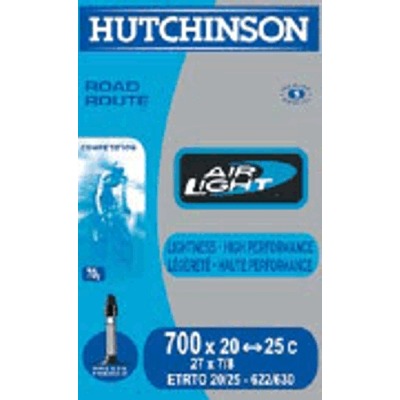 HUTCHINSON
ROAD
ROUTE
COMPETITION
AIR
LIGHT
LIGHTNESS - HIGH PERFORMANCE
LÉGÈRETÉ - HAUTE PERFORMANCE
700 x 20 ↔ 25 C
27 x 7/8
ETRTO 20/25 - 622/630